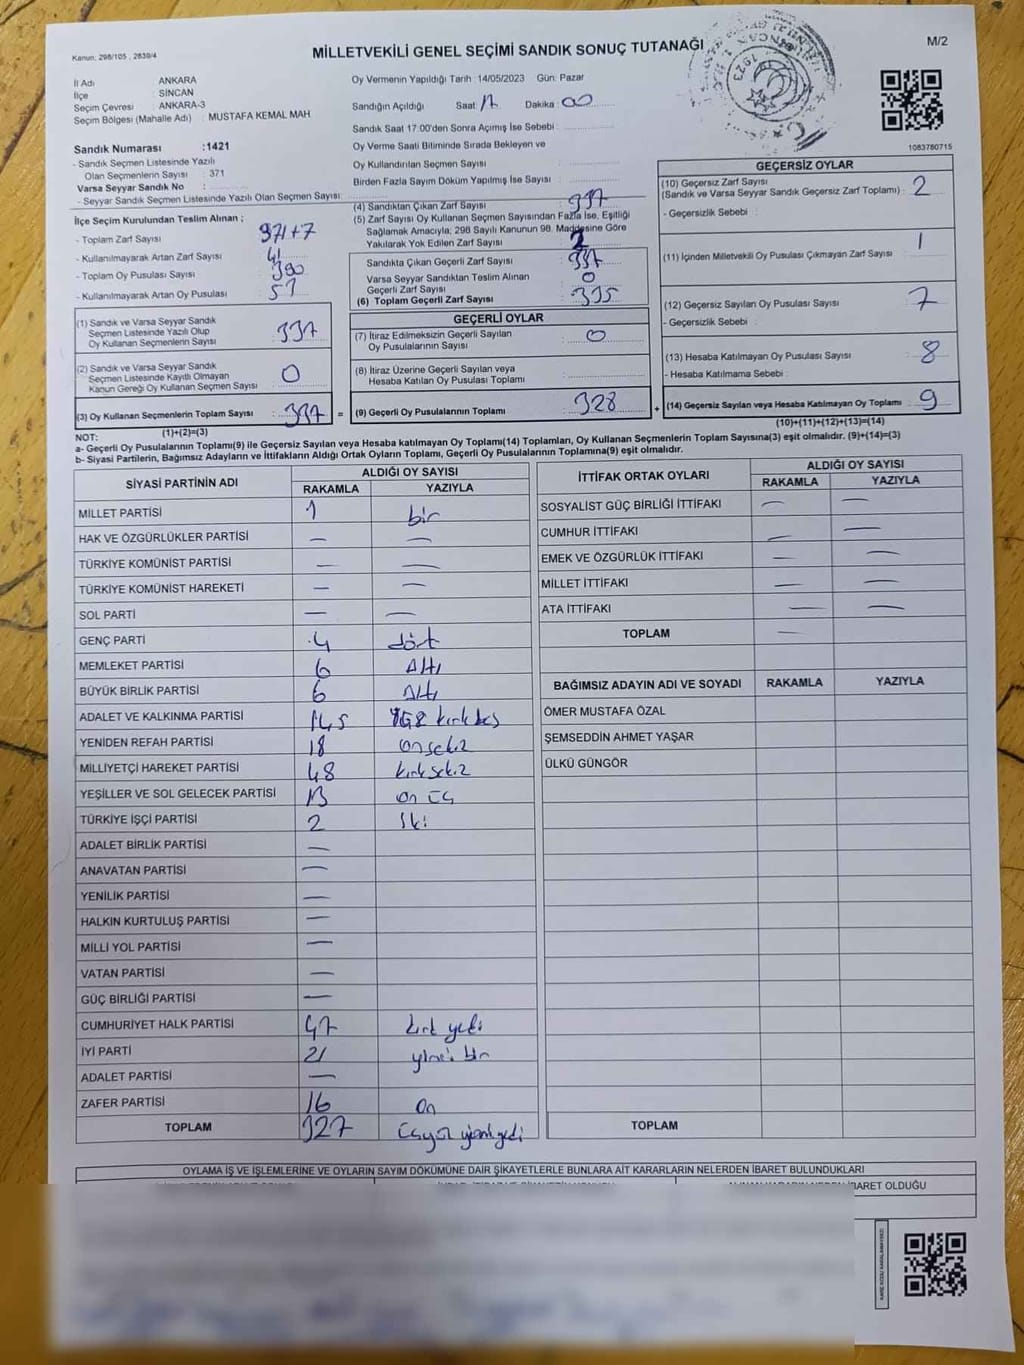 Kanun: 298/105 , 2839/4
MİLLETVEKİLİ GENEL SEÇİMİ SANDIK SONUÇ TUTANAĞI
M/2
İl Adı : ANKARA
İlçe : SİNCAN
Seçim Çevresi : ANKARA-3
Seçim Bölgesi (Mahalle Adı) : MUSTAFA KEMAL MAH
Sandık Numarası :1421
- Sandık Seçmen Listesinde Yazılı
Olan Seçmenlerin Sayısı : 371
Varsa Seyyar Sandık No :
- Seyyar Sandık Seçmen Listesinde Yazılı Olan Seçmen Sayısı:
Oy Vermenin Yapıldığı Tarih : 14/05/2023 Gün: Pazar
Sandığın Açıldığı Saat: 17 Dakika : 00
Sandık Saat 17:00'den Sonra Açımış İse Sebebi :
Oy Verme Saati Bitiminde Sırada Bekleyen ve
Oy Kullandırılan Seçmen Sayısı :
Birden Fazla Sayım Döküm Yapılmış İse Sayısı :
1923
1083780715
İlçe Seçim Kurulundan Teslim Alınan ;
- Toplam Zarf Sayısı : 371+7
- Kullanılmayarak Artan Zarf Sayısı : 41
- Toplam Oy Pusulası Sayısı : 390
- Kullanılmayarak Artan Oy Pusulası : 51
(1) Sandık ve Varsa Seyyar Sandık
Seçmen Listesinde Yazılı Olup
Oy Kullanan Seçmenlerin Sayısı : 337
(2) Sandık ve Varsa Seyyar Sandık
Seçmen Listesinde Kayıtlı Olmayan
Kanun Gereği Oy Kullanan Seçmen Sayısı : 0
(3) Oy Kullanan Seçmenlerin Toplam Sayısı : 337 =
(1)+(2)=(3)
(4) Sandıktan Çıkan Zarf Sayısı : 337
(5) Zarf Sayısı Oy Kullanan Seçmen Sayısından Fazla İse, Eşitliği
Sağlamak Amacıyla; 298 Sayılı Kanunun 98. Maddesine Göre
Yakılarak Yok Edilen Zarf Sayısı : 2
Sandıkta Çıkan Geçerli Zarf Sayısı : 337
Varsa Seyyar Sandıktan Teslim Alınan
Geçerli Zarf Sayısı : 0
(6) Toplam Geçerli Zarf Sayısı : 335
GEÇERLİ OYLAR
(7) İtiraz Edilmeksizin Geçerli Sayılan
Oy Pusulalarının Sayısı : 0
(8) İtiraz Üzerine Geçerli Sayılan veya
Hesaba Katılan Oy Pusulası Toplamı :
(9) Geçerli Oy Pusulalarının Toplamı : 328 +
GEÇERSİZ OYLAR
(10) Geçersiz Zarf Sayısı
(Sandık ve Varsa Seyyar Sandık Geçersiz Zarf Toplamı) : 2
- Geçersizlik Sebebi :
(11) İçinden Milletvekili Oy Pusulası Çıkmayan Zarf Sayısı : 1
(12) Geçersiz Sayılan Oy Pusulası Sayısı : 7
- Geçersizlik Sebebi :
(13) Hesaba Katılmayan Oy Pusulası Sayısı : 8
- Hesaba Katılmama Sebebi :
(14) Geçersiz Sayılan veya Hesaba Katılmayan Oy Toplamı : 9
(10)+(11)+(12)+(13)=(14)
NOT:
a- Geçerli Oy Pusulalarının Toplamı(9) ile Geçersiz Sayılan veya Hesaba katılmayan Oy Toplamı(14) Toplamları, Oy Kullanan Seçmenlerin Toplam Sayısına(3) eşit olmalıdır. (9)+(14)=(3)
b- Siyasi Partilerin, Bağımsız Adayların ve İttifakların Aldığı Ortak Oyların Toplamı, Geçerli Oy Pusulalarının Toplamına(9) eşit olmalıdır.
SİYASİ PARTİNİN ADI ALDIĞI OY SAYISI
RAKAMLA YAZIYLA
MİLLET PARTİSİ 1 bir
HAK VE ÖZGÜRLÜKLER PARTİSİ — —
TÜRKİYE KOMÜNİST PARTİSİ — —
TÜRKİYE KOMÜNİST HAREKETİ — —
SOL PARTİ — —
GENÇ PARTİ 4 dört
MEMLEKET PARTİSİ 6 Altı
BÜYÜK BİRLİK PARTİSİ 6 Altı
ADALET VE KALKINMA PARTİSİ 145 kırk beş
YENİDEN REFAH PARTİSİ 18 onsekiz
MİLLİYETÇİ HAREKET PARTİSİ 48 kırk sekiz
YEŞİLLER VE SOL GELECEK PARTİSİ 13 on üç
TÜRKİYE İŞÇİ PARTİSİ 2 İki
ADALET BİRLİK PARTİSİ —
ANAVATAN PARTİSİ —
YENİLİK PARTİSİ —
HALKIN KURTULUŞ PARTİSİ —
MİLLİ YOL PARTİSİ —
VATAN PARTİSİ —
GÜÇ BİRLİĞİ PARTİSİ —
CUMHURİYET HALK PARTİSİ 47 kırk yedi
İYİ PARTİ 21 yirmi bir
ADALET PARTİSİ —
ZAFER PARTİSİ 16 On
TOPLAM 327 üçyüz yirmi yedi
İTTİFAK ORTAK OYLARI ALDIĞI OY SAYISI
RAKAMLA YAZIYLA
SOSYALİST GÜÇ BİRLİĞİ İTTİFAKI — —
CUMHUR İTTİFAKI — —
EMEK VE ÖZGÜRLÜK İTTİFAKI — —
MİLLET İTTİFAKI — —
ATA İTTİFAKI — —
TOPLAM —
BAĞIMSIZ ADAYIN ADI VE SOYADI RAKAMLA YAZIYLA
ÖMER MUSTAFA ÖZAL
ŞEMSEDDİN AHMET YAŞAR
ÜLKÜ GÜNGÖR
TOPLAM
OYLAMA İŞ VE İŞLEMLERİNE VE OYLARIN SAYIM DÖKÜMÜNE DAİR ŞİKAYETLERLE BUNLARA AİT KARARLARIN NELERDEN İBARET BULUNDUKLARI
İBARET OLDUĞU